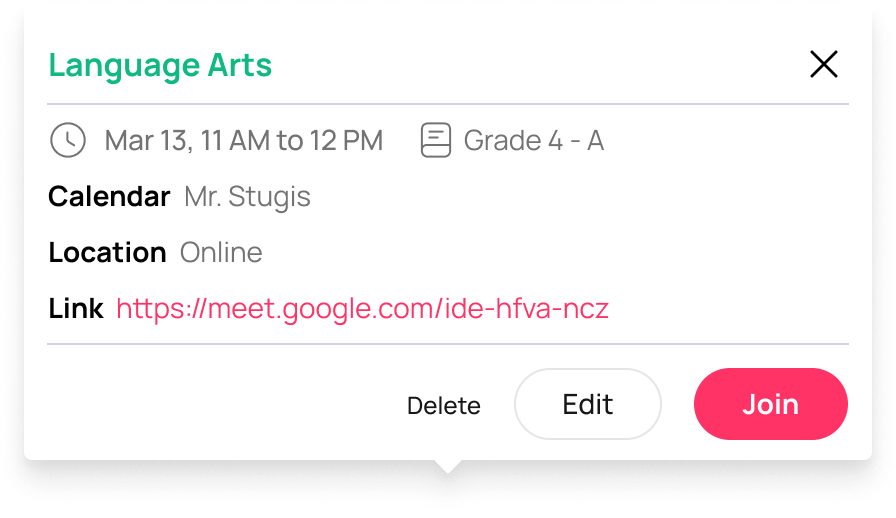 Language Arts
Mar 13, 11 AM to 12 PM Grade 4 - A
Calendar Mr. Stugis
Location Online
Link https://meet.google.com/ide-hfva-ncz
Delete Edit Join